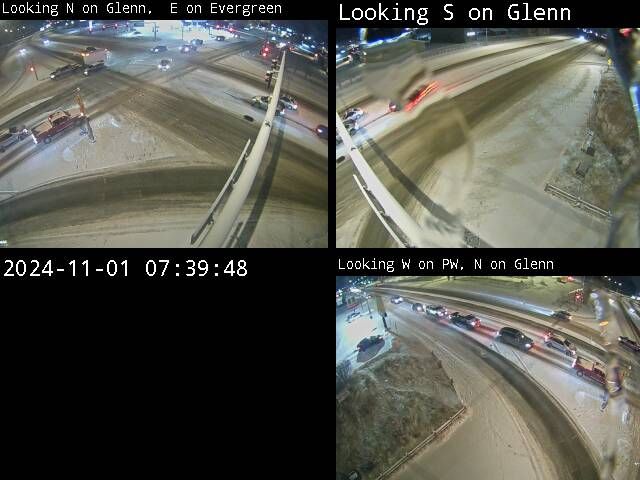 Looking N on Glenn,  E on Evergreen
Looking S on Glenn
2024-11-01 07:39:48
Looking W on PW, N on Glenn